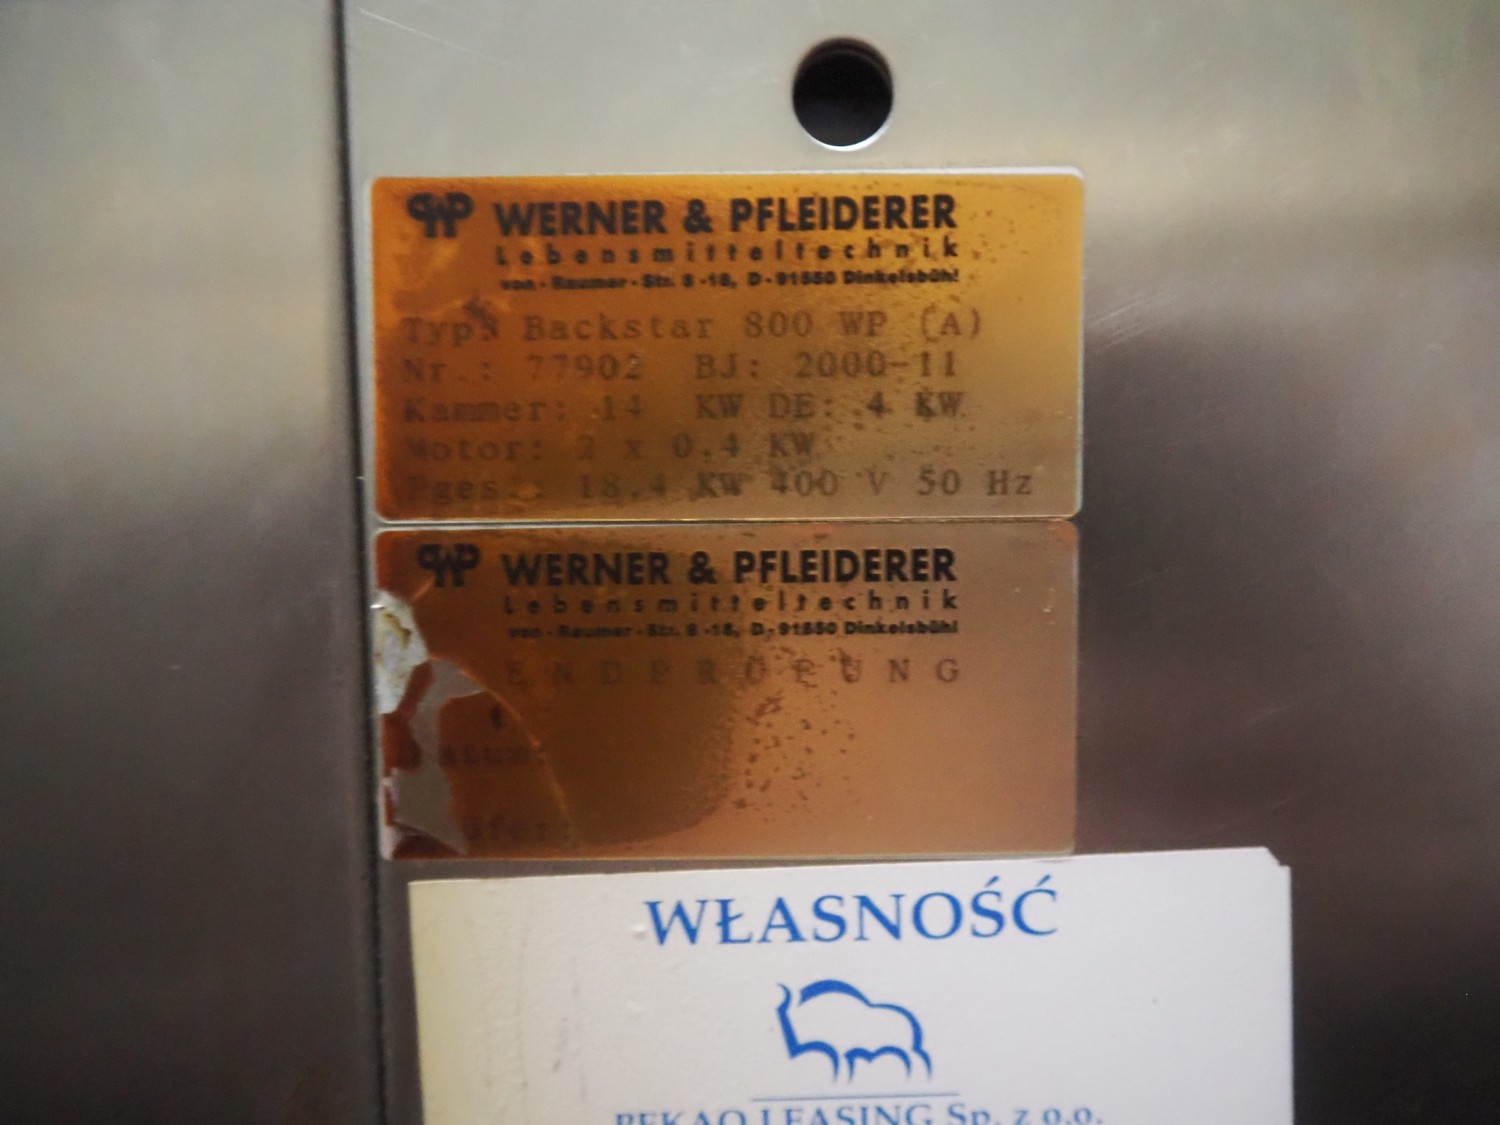 WP WERNER & PFLEIDERER
Lebensmitteltechnik
von-Raumer-Str. 8-18, D-91550 Dinkelsbühl
Typ: Backstar 800 WP (A)
Nr.: 77902 BJ: 2000-11
Kammer: 14 KW DE: 4 KW
Motor: 2 x 0,4 KW
Pges.: 18.4 KW 400 V 50 Hz
WP WERNER & PFLEIDERER
Lebensmitteltechnik
von-Raumer-Str. 8-18, D-91550 Dinkelsbühl
ENDPRÜFUNG
WŁASNOŚĆ
PEKAO LEASING Sp. z o.o.